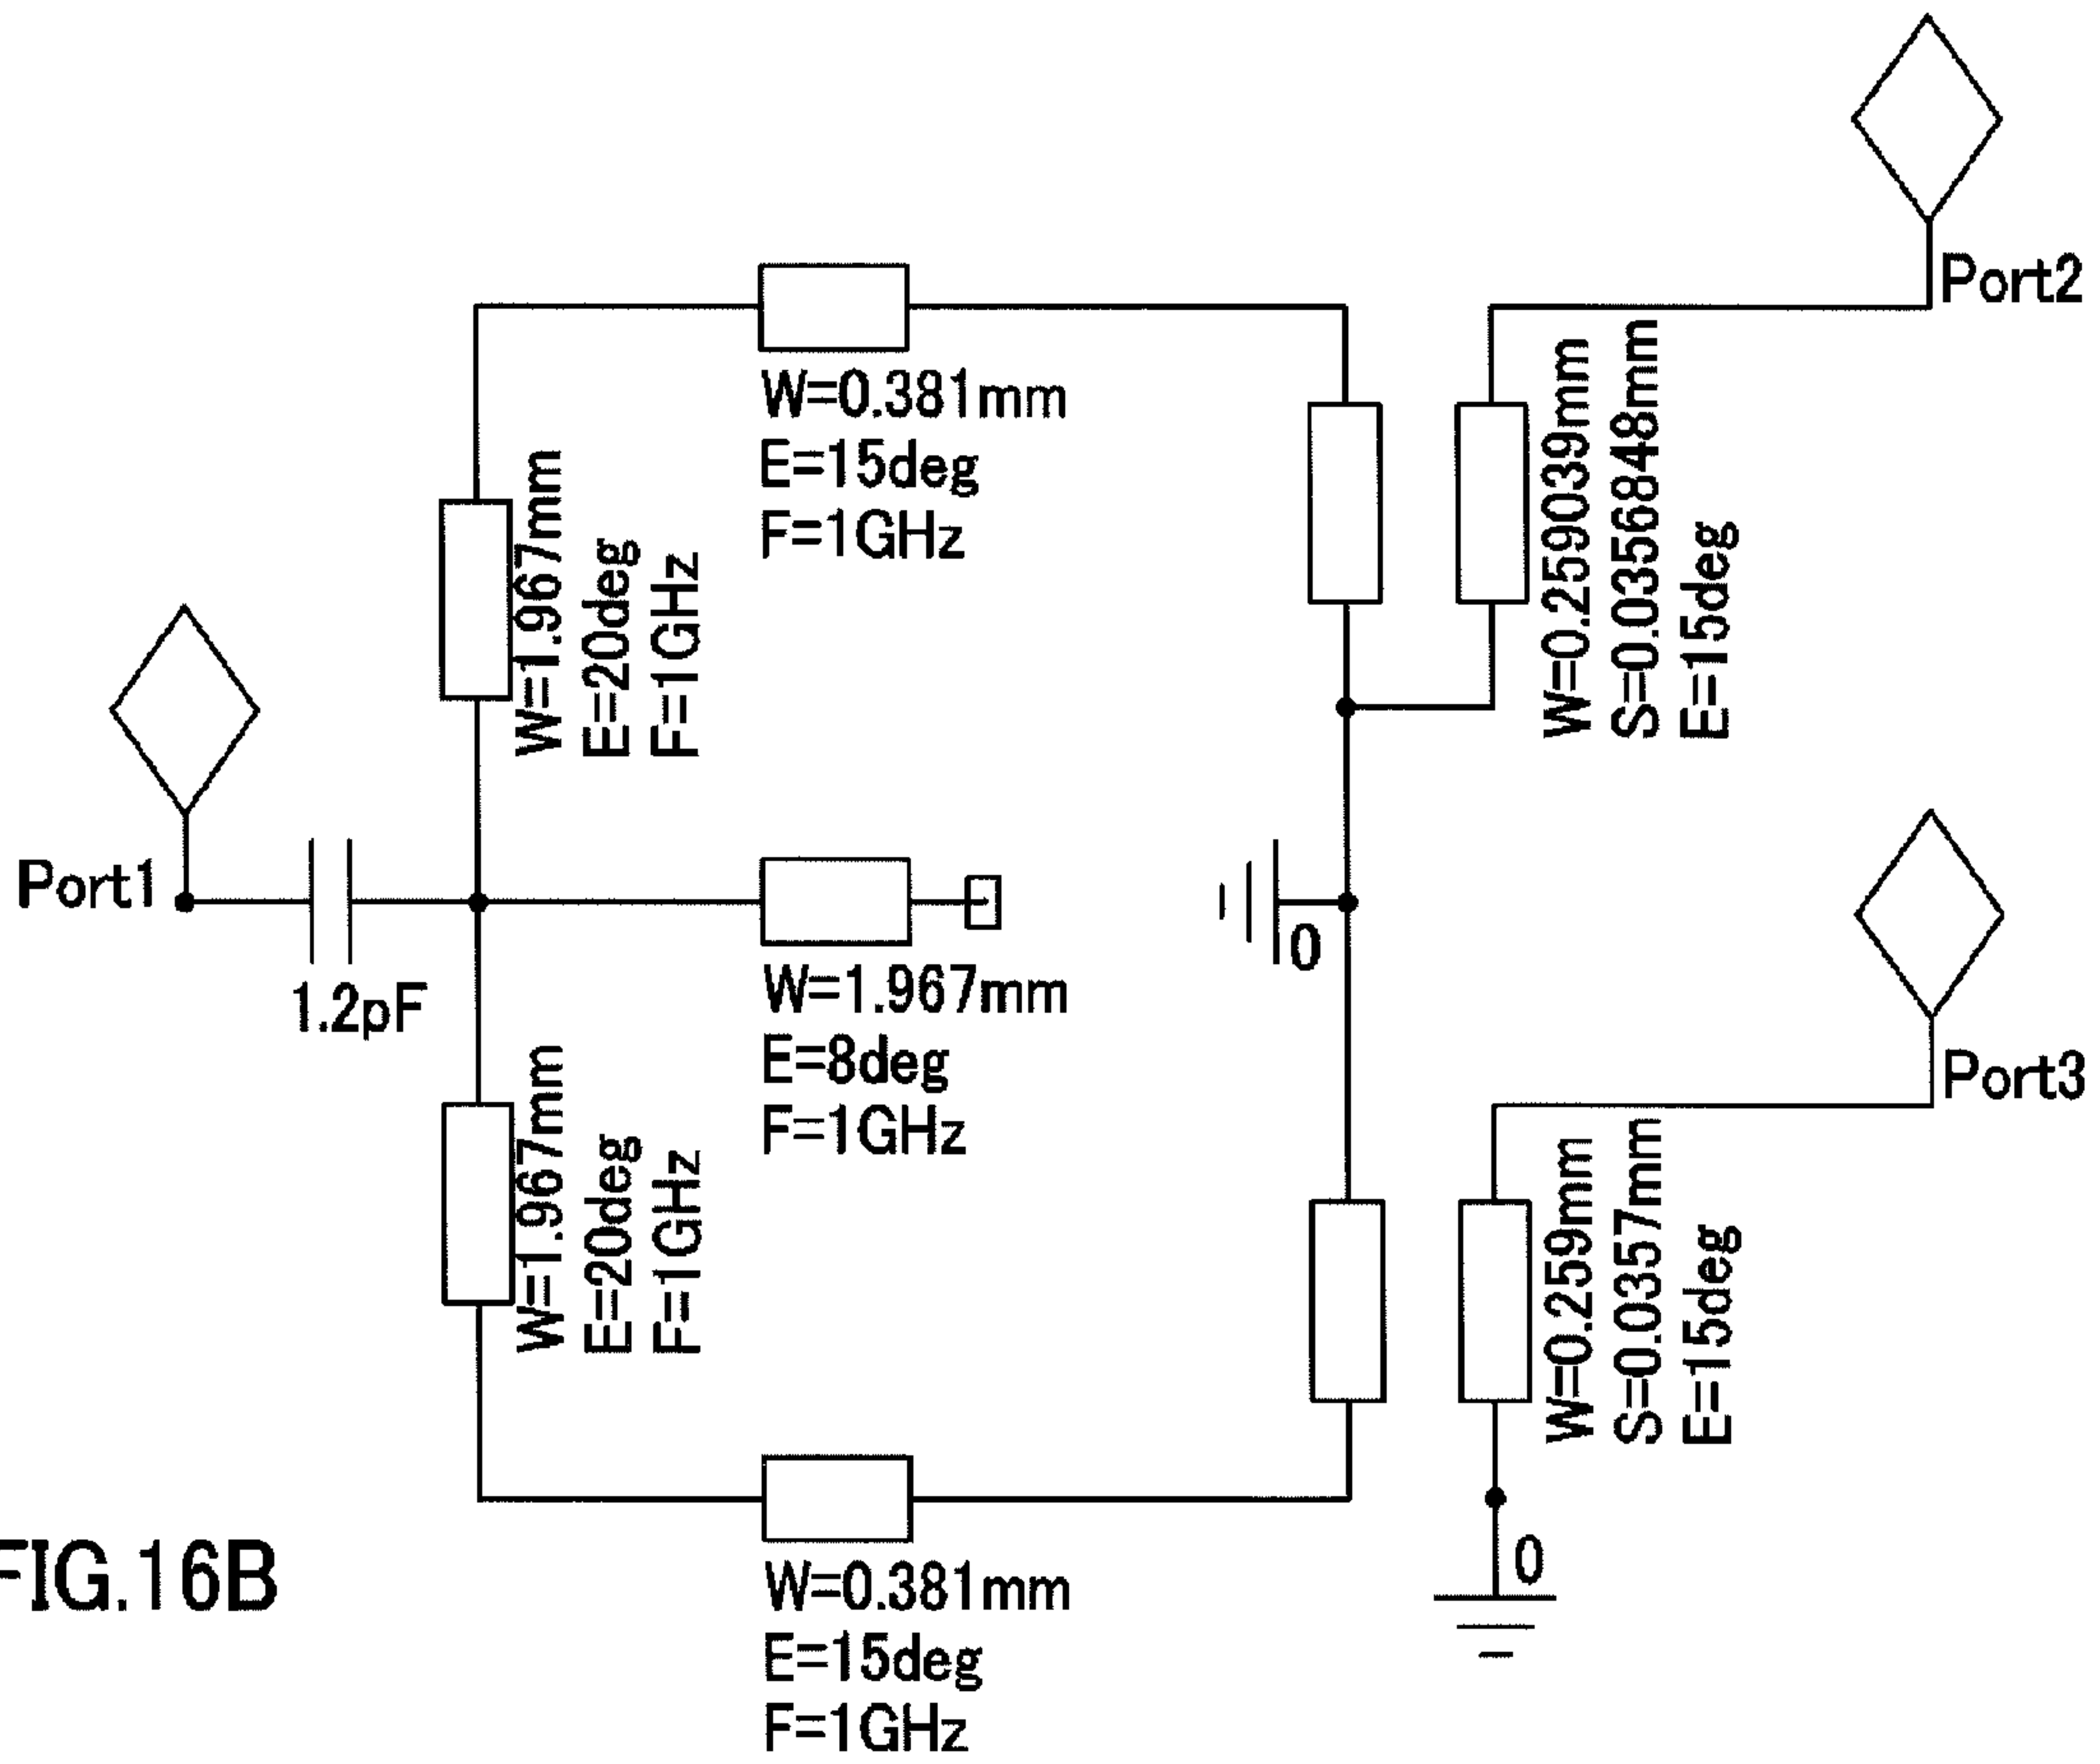 Port2
W=0.381mm
E=15deg
F=1GHz
W=0.259039mm
S=0.0356848mm
E=15deg
W=1.967mm
E=20deg
F=1GHz
Port1
1.2pF
W=1.967mm
E=8deg
F=1GHz
0
Port3
W=1.967mm
E=20deg
F=1GHz
W=0.259mm
S=0.0357mm
E=15deg
0
W=0.381mm
E=15deg
F=1GHz
FIG.16B